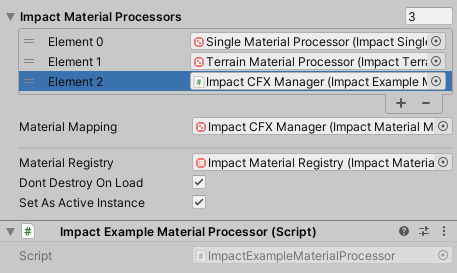 Impact Material Processors 3
Element 0 Single Material Processor (Impact Singl
Element 1 Terrain Material Processor (Impact Terra
Element 2 # Impact CFX Manager (Impact Example M
+ −
Material Mapping Impact CFX Manager (Impact Material M
Material Registry Impact Material Registry (Impact Materia
Dont Destroy On Load
Set As Active Instance
# Impact Example Material Processor (Script)
Script # ImpactExampleMaterialProcessor